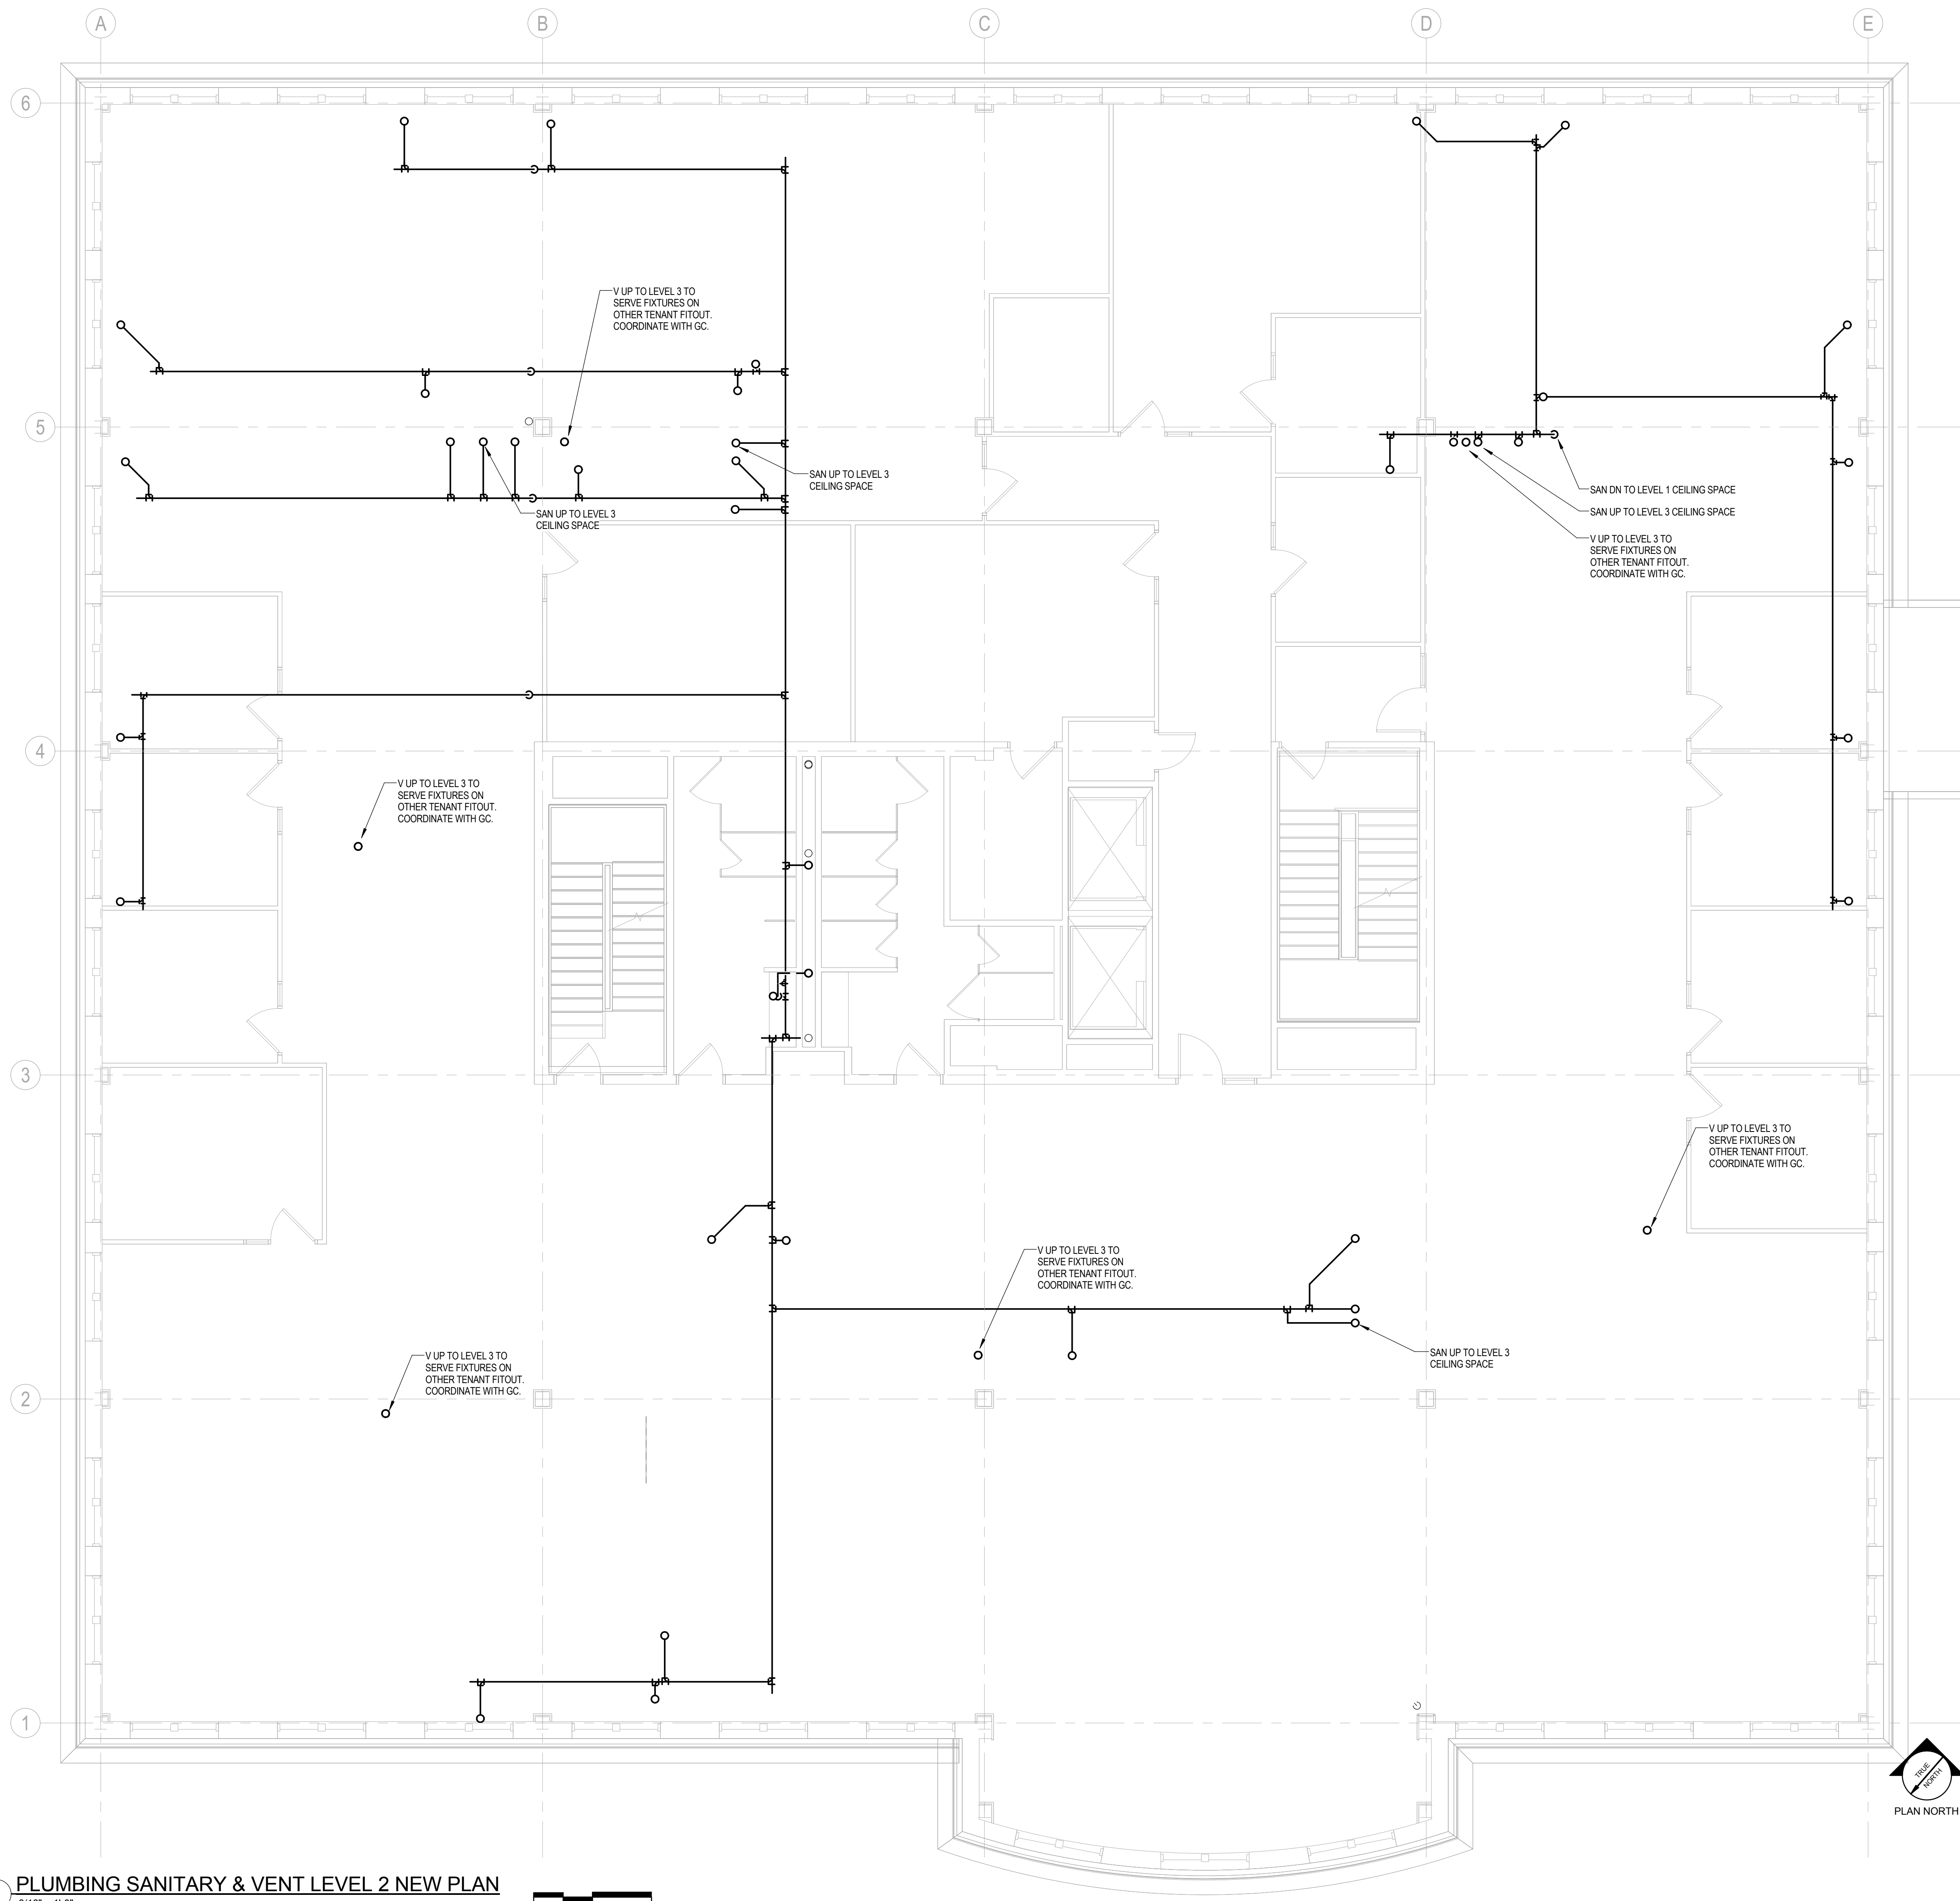 A
B
C
D
E
6
V UP TO LEVEL 3 TO
SERVE FIXTURES ON
OTHER TENANT FITOUT.
COORDINATE WITH GC.
5
SAN UP TO LEVEL 3
CEILING SPACE
SAN DN TO LEVEL 1 CEILING SPACE
SAN UP TO LEVEL 3
CEILING SPACE
SAN UP TO LEVEL 3 CEILING SPACE
V UP TO LEVEL 3 TO
SERVE FIXTURES ON
OTHER TENANT FITOUT.
COORDINATE WITH GC.
4
V UP TO LEVEL 3 TO
SERVE FIXTURES ON
OTHER TENANT FITOUT.
COORDINATE WITH GC.
3
V UP TO LEVEL 3 TO
SERVE FIXTURES ON
OTHER TENANT FITOUT.
COORDINATE WITH GC.
V UP TO LEVEL 3 TO
SERVE FIXTURES ON
OTHER TENANT FITOUT.
COORDINATE WITH GC.
V UP TO LEVEL 3 TO
SERVE FIXTURES ON
OTHER TENANT FITOUT.
COORDINATE WITH GC.
SAN UP TO LEVEL 3
CEILING SPACE
2
1
TRUE
NORTH
PLAN NORTH
PLUMBING SANITARY & VENT LEVEL 2 NEW PLAN